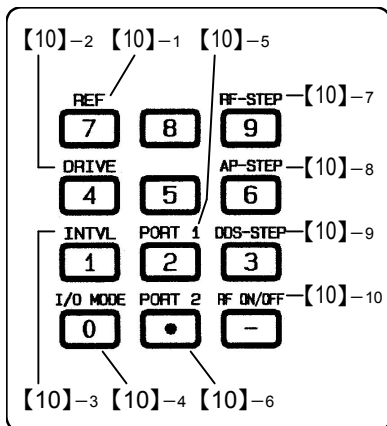 【10】-2 【10】-1 【10】-5
REF RF-STEP 【10】-7
7 8 9
DRIVE AP-STEP 【10】-8
4 5 6
INTVL PORT 1 DDS-STEP 【10】-9
1 2 3
I/O MODE PORT 2 RF ON/OFF 【10】-10
0 • -
【10】-3 【10】-4 【10】-6